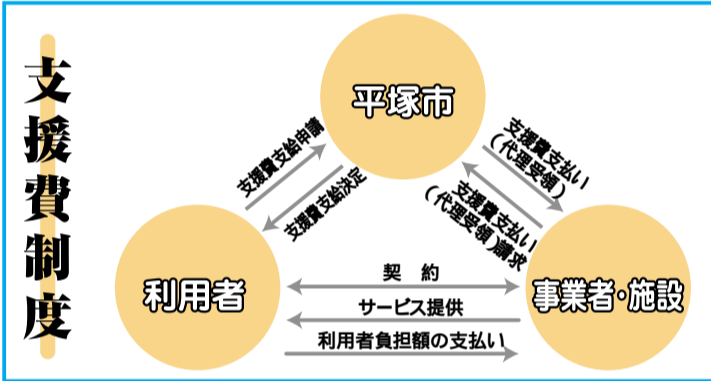 支援費制度
平塚市
支援費支給申請
支援費支給決定
支援費支払い
(代理受領)
支援費支払い
(代理受領)請求
利用者
事業者・施設
契 約
サービス提供
利用者負担額の支払い